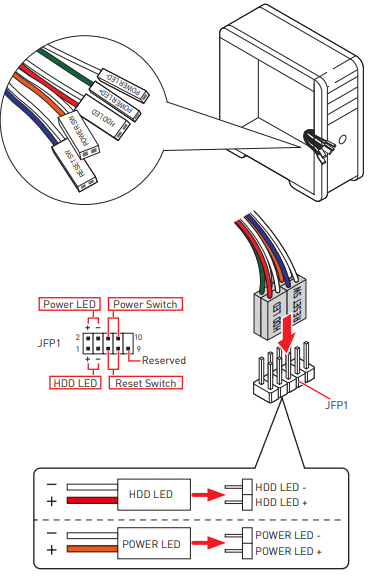 POWER LED-
POWER LED+
HDD LED
POWER SW
RESET SW
HDD LED
RESET SW
Power LED
Power Switch
+ −
JFP1
2
10
1
9
Reserved
+ −
HDD LED
Reset Switch
JFP1
−
+
HDD LED
HDD LED -
HDD LED +
−
+
POWER LED
POWER LED -
POWER LED +